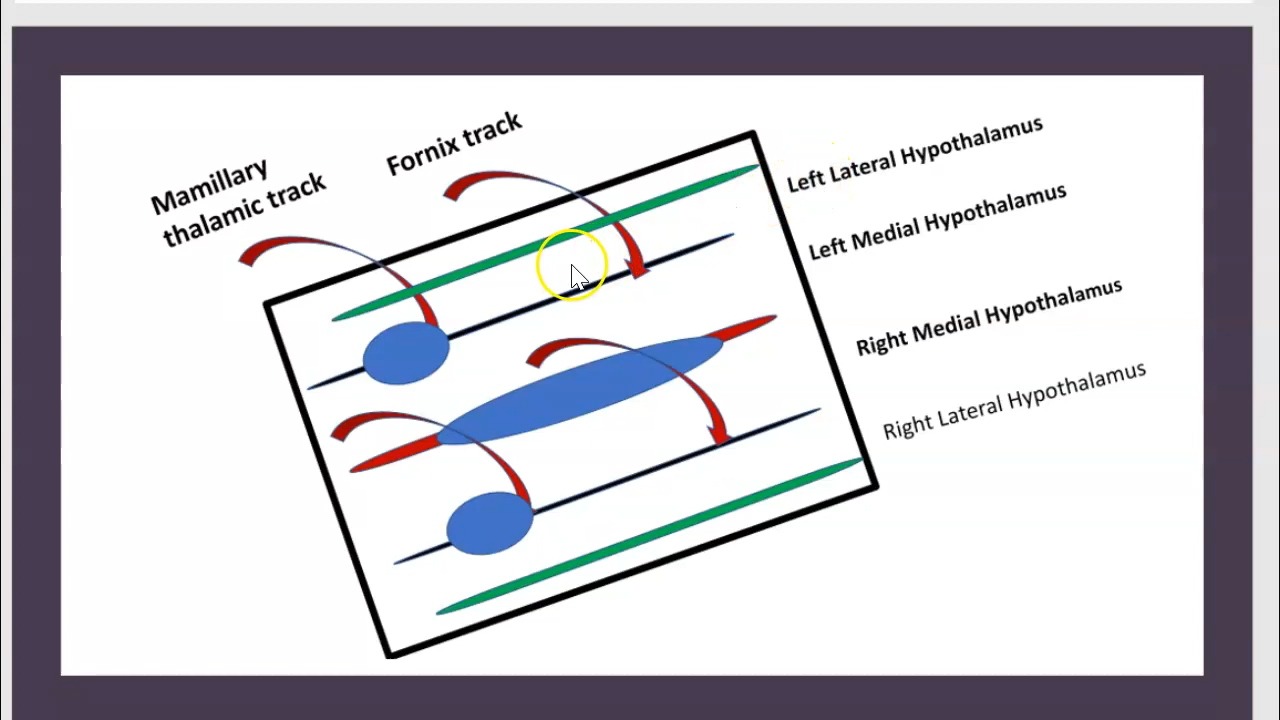 Mamillary
thalamic track
Fornix track
Left Lateral Hypothalamus
Left Medial Hypothalamus
Right Medial Hypothalamus
Right Lateral Hypothalamus